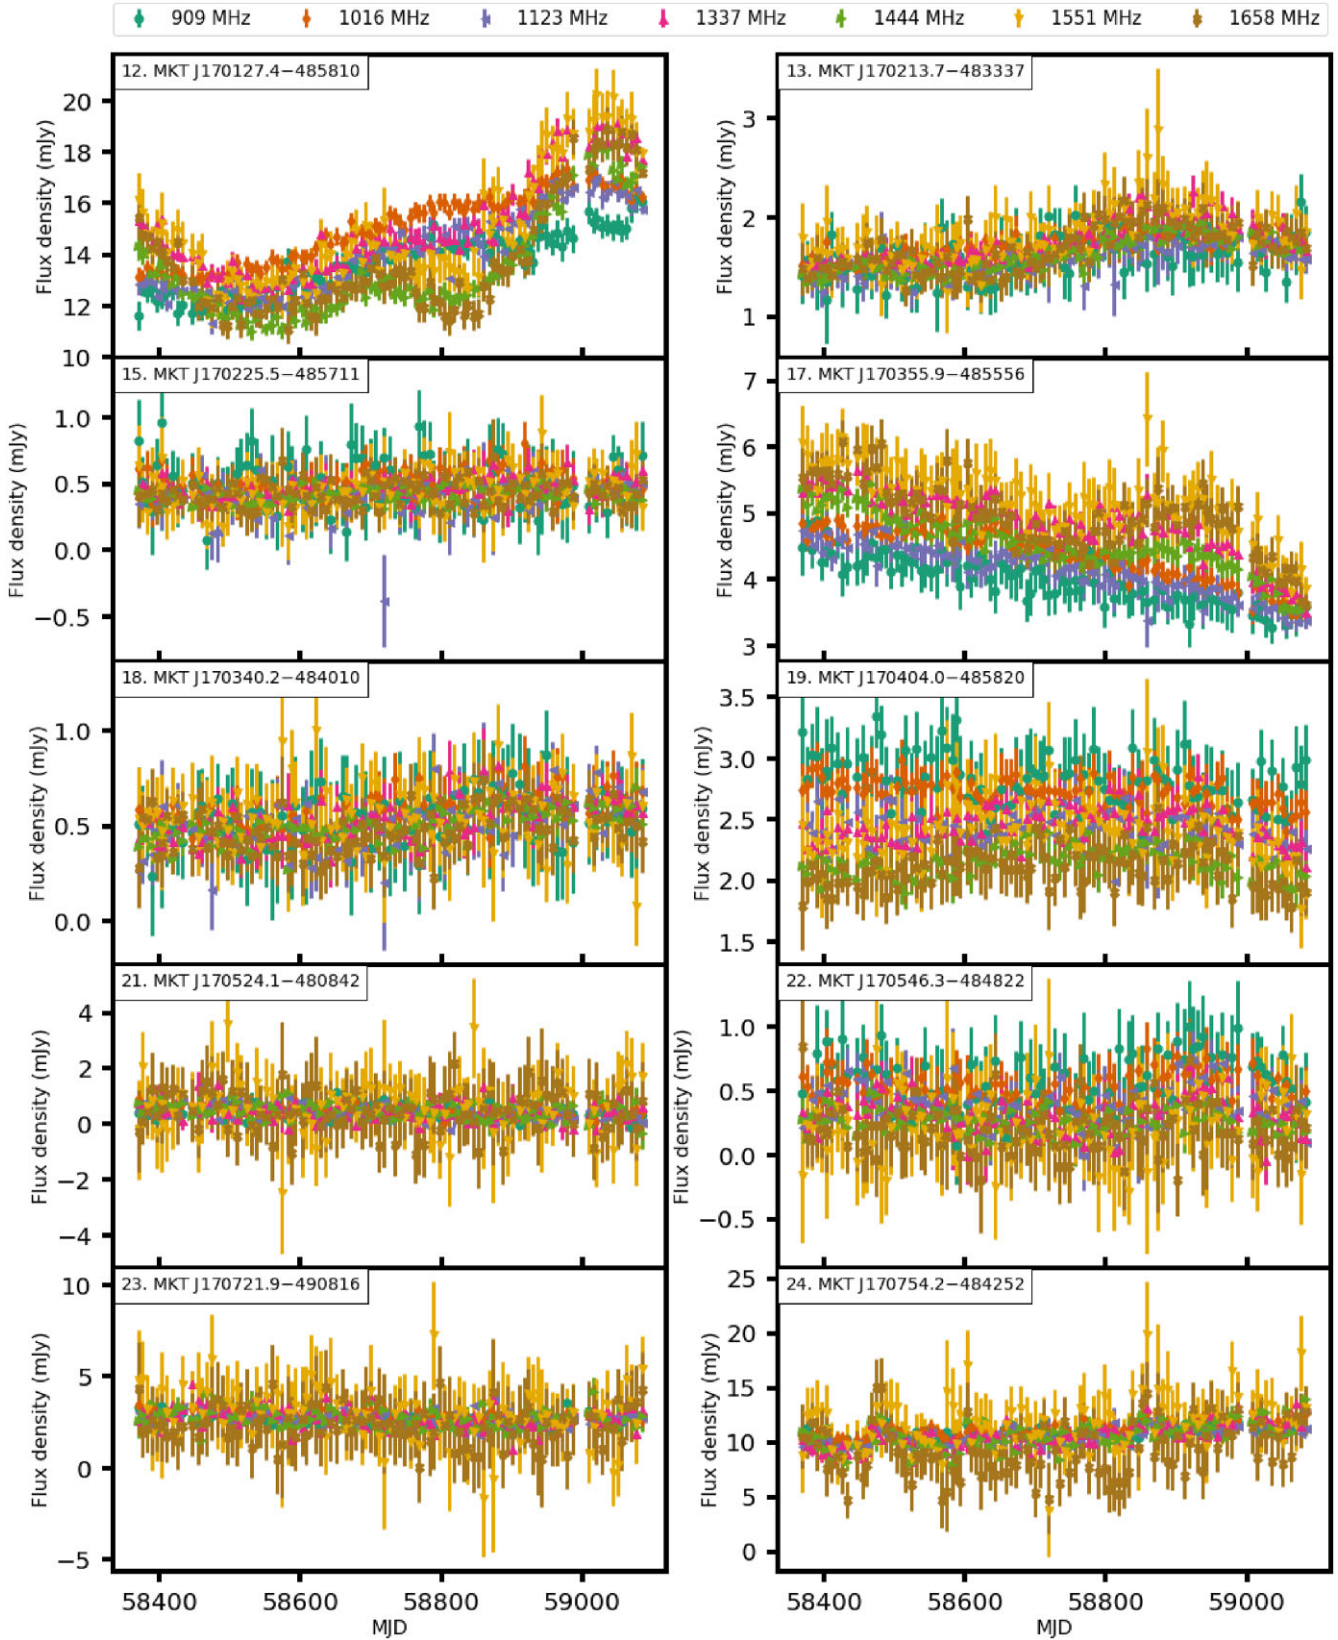 909 MHz 1016 MHz 1123 MHz 1337 MHz 1444 MHz 1551 MHz 1658 MHz
12. MKT J170127.4−485810
Flux density (mJy)
20
18
16
14
12
10
13. MKT J170213.7−483337
Flux density (mJy)
3
2
1
15. MKT J170225.5−485711
Flux density (mJy)
1.0
0.5
0.0
−0.5
17. MKT J170355.9−485556
Flux density (mJy)
7
6
5
4
3
18. MKT J170340.2−484010
Flux density (mJy)
1.0
0.5
0.0
19. MKT J170404.0−485820
Flux density (mJy)
3.5
3.0
2.5
2.0
1.5
21. MKT J170524.1−480842
Flux density (mJy)
4
2
0
−2
−4
22. MKT J170546.3−484822
Flux density (mJy)
1.0
0.5
0.0
−0.5
23. MKT J170721.9−490816
Flux density (mJy)
10
5
0
−5
58400 58600 58800 59000
MJD
24. MKT J170754.2−484252
Flux density (mJy)
25
20
15
10
5
0
58400 58600 58800 59000
MJD